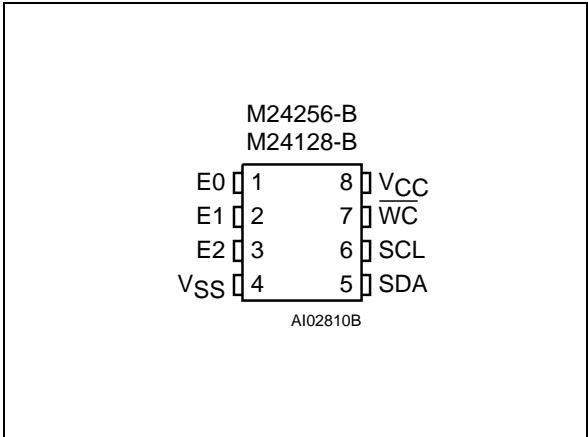 M24256-B
M24128-B
E0 1 8 VCC
E1 2 7 WC
E2 3 6 SCL
VSS 4 5 SDA
AI02810B